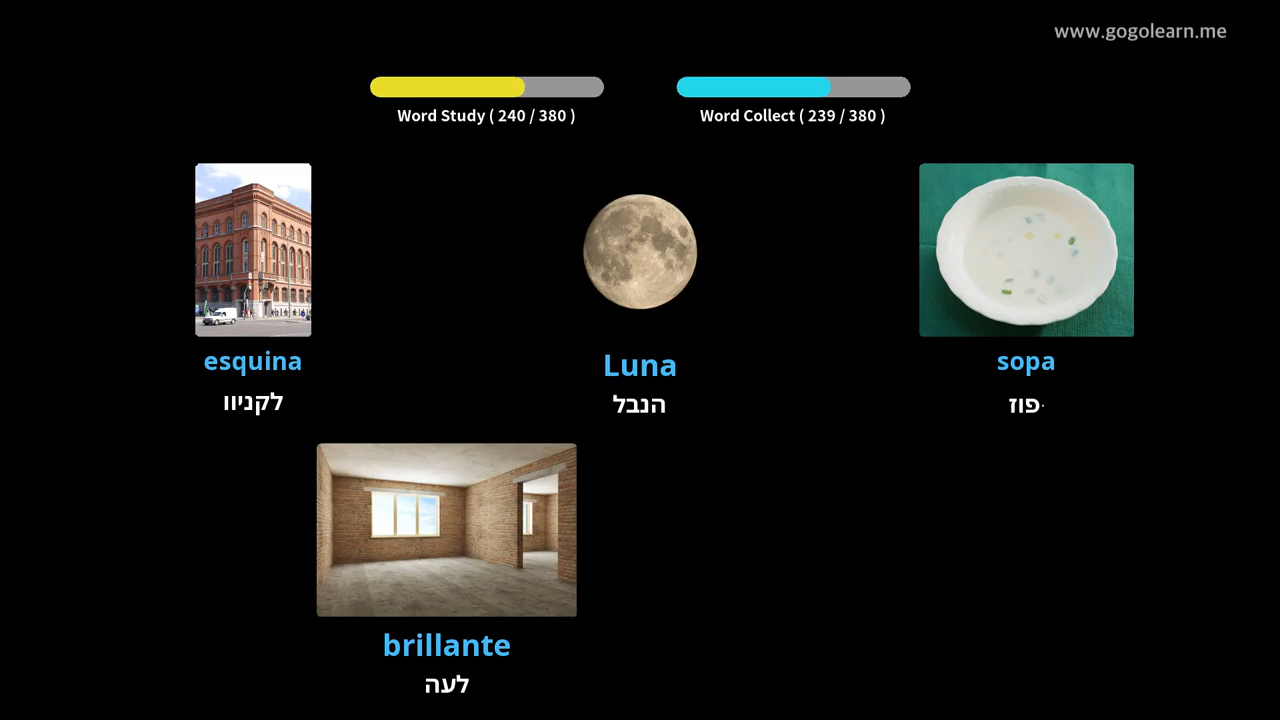 www.gogolearn.me
Word Study ( 240 / 380 )
Word Collect ( 239 / 380 )
esquina
לקניוו
Luna
הנבל
sopa
פוז
brillante
לעה